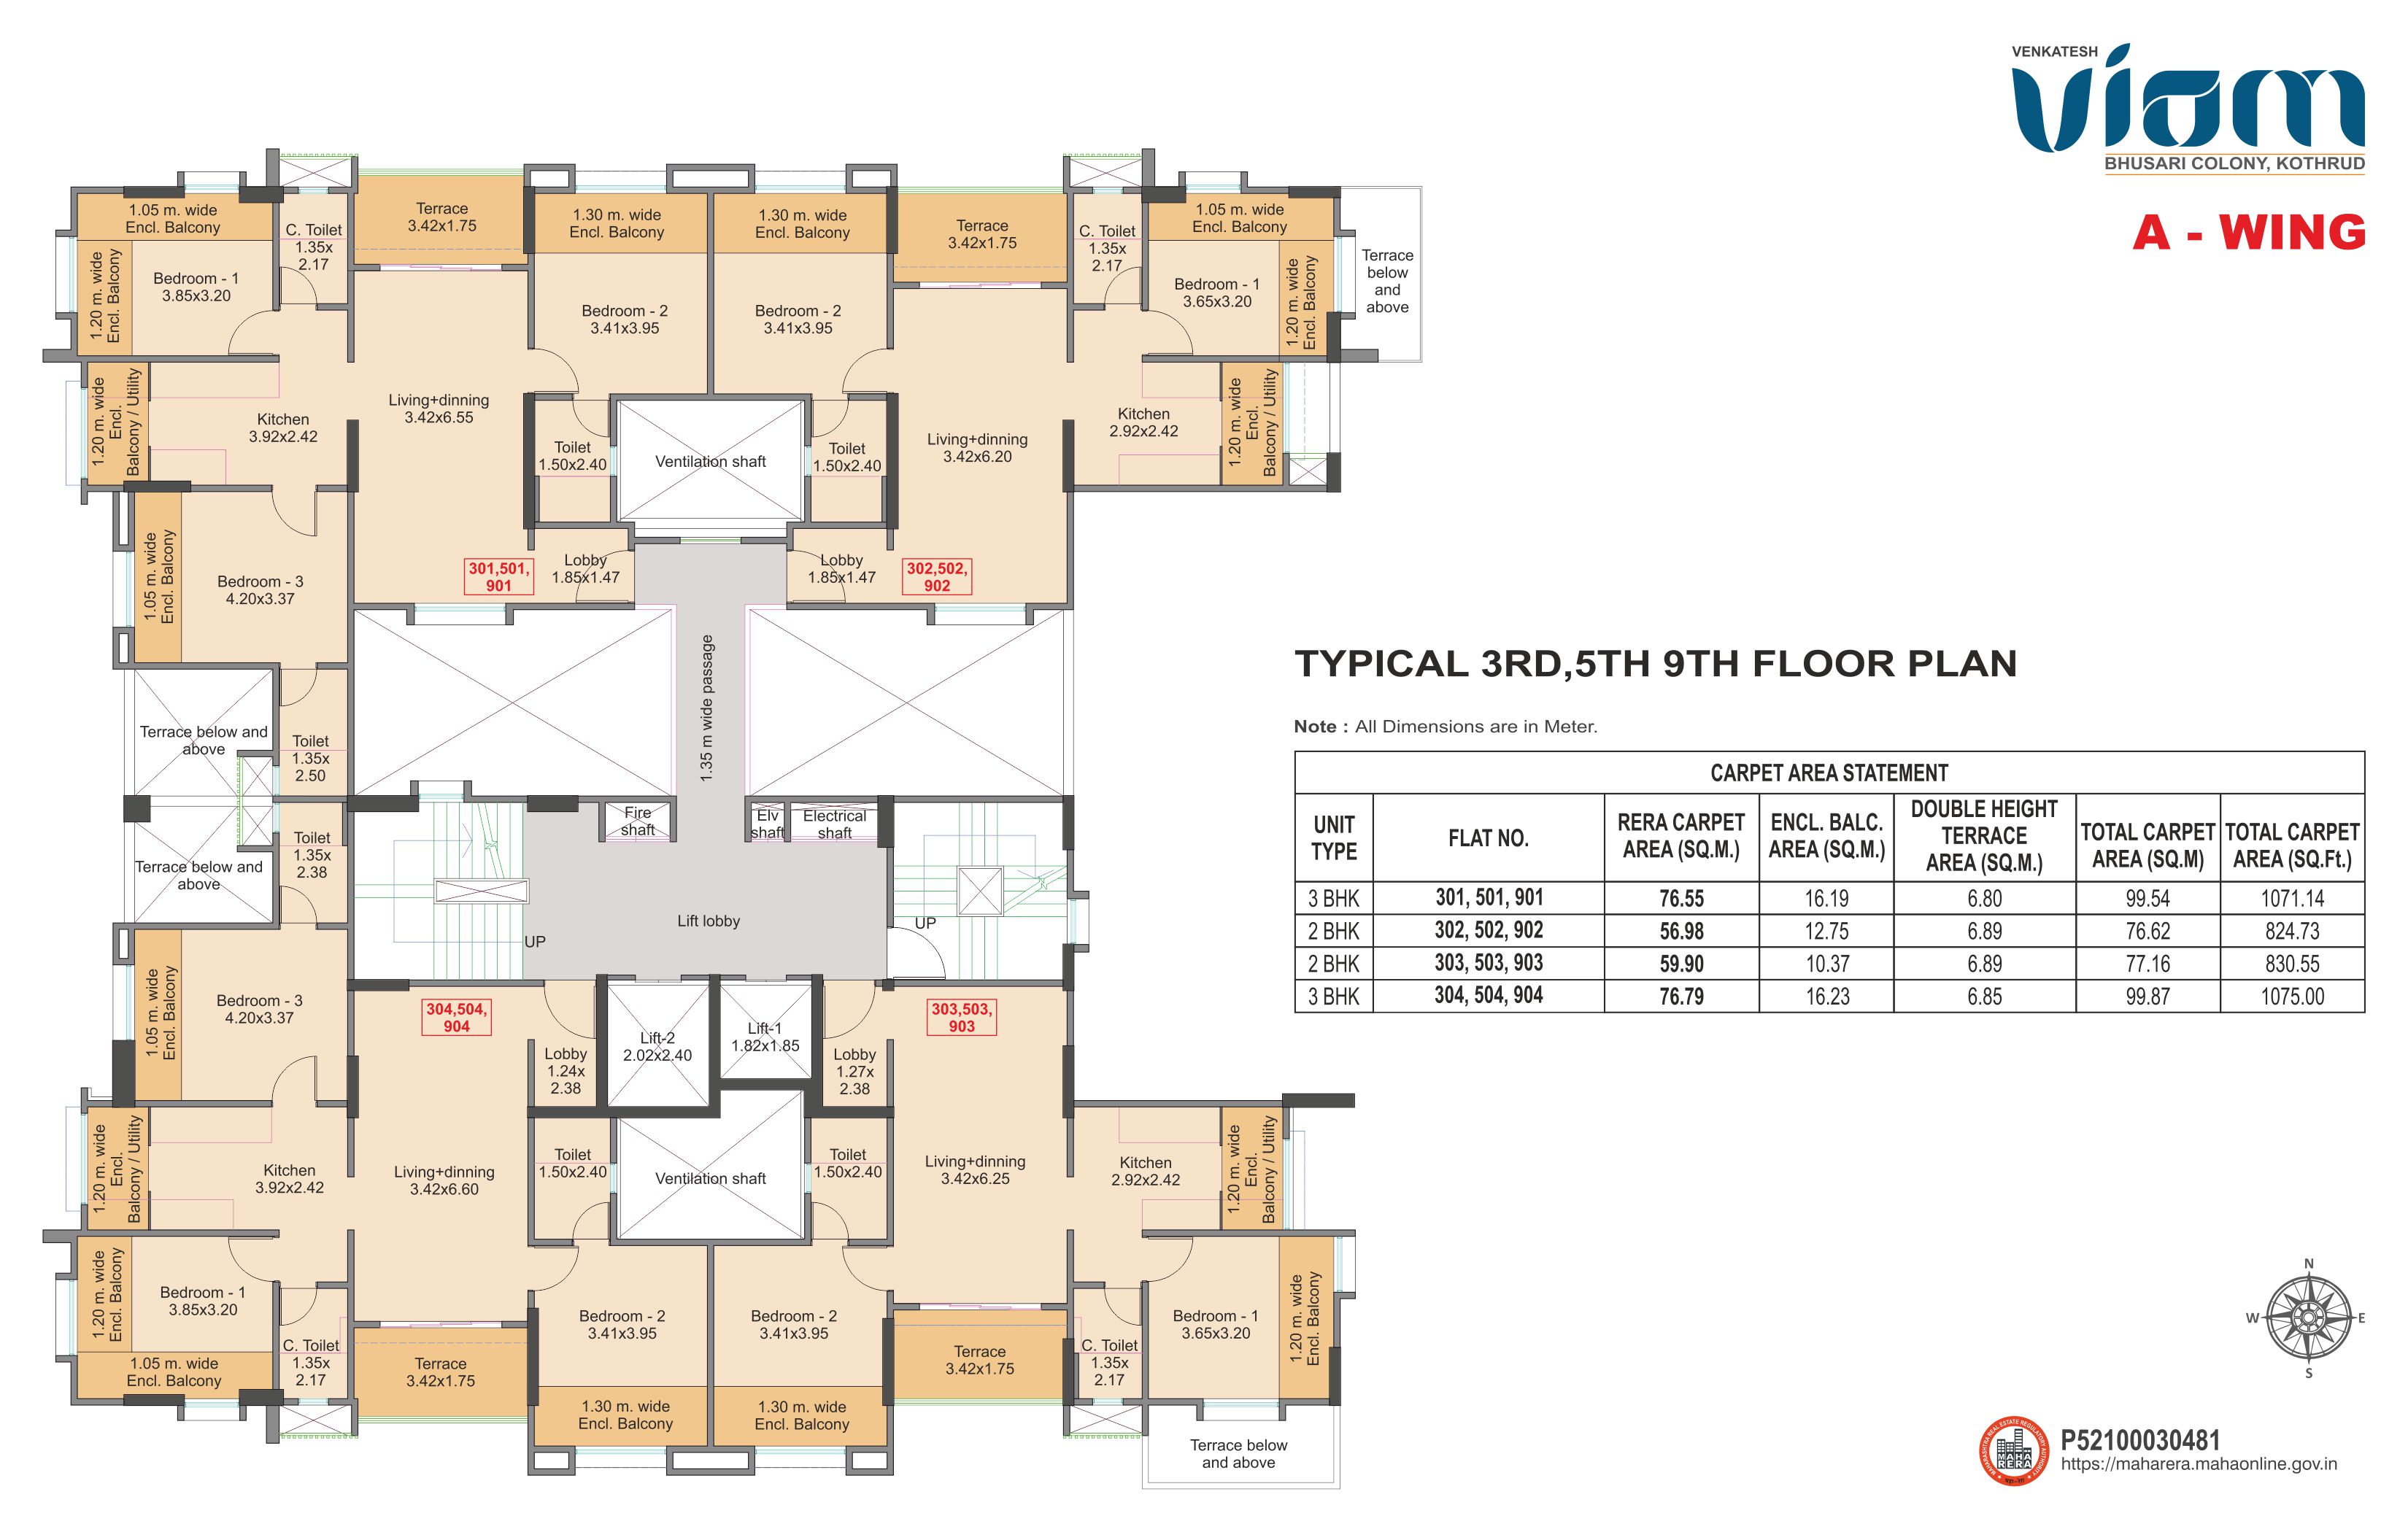 VENKATESH
viom
BHUSARI COLONY, KOTHRUD
A - WING
1.05 m. wide
Encl. Balcony
1.20 m. wide
Encl. Balcony
Bedroom - 1
3.85x3.20
C. Toilet
1.35x
2.17
Terrace
3.42x1.75
1.30 m. wide
Encl. Balcony
Bedroom - 2
3.41x3.95
1.30 m. wide
Encl. Balcony
Bedroom - 2
3.41x3.95
Terrace
3.42x1.75
C. Toilet
1.35x
2.17
1.05 m. wide
Encl. Balcony
Bedroom - 1
3.65x3.20
1.20 m. wide
Encl. Balcony
Terrace
below
and
above
1.20 m. wide
Encl.
Balcony / Utility
Kitchen
3.92x2.42
Living+dinning
3.42x6.55
Toilet
1.50x2.40
Ventilation shaft
Toilet
1.50x2.40
Living+dinning
3.42x6.20
Kitchen
2.92x2.42
1.20 m. wide
Encl.
Balcony / Utility
1.05 m. wide
Encl. Balcony
Bedroom - 3
4.20x3.37
301,501,
901
Lobby
1.85x1.47
Lobby
1.85x1.47
302,502,
902
1.35 m wide passage
Terrace below and
above
Toilet
1.35x
2.50
Terrace below and
above
Toilet
1.35x
2.38
Fire
shaft
Elv
shaft
Electrical
shaft
UP
Lift lobby
UP
1.05 m. wide
Encl. Balcony
Bedroom - 3
4.20x3.37
304,504,
904
Lobby
1.24x
2.38
Lift-2
2.02x2.40
Lift-1
1.82x1.85
Lobby
1.27x
2.38
303,503,
903
1.20 m. wide
Encl.
Balcony / Utility
Kitchen
3.92x2.42
Living+dinning
3.42x6.60
Toilet
1.50x2.40
Ventilation shaft
Toilet
1.50x2.40
Living+dinning
3.42x6.25
Kitchen
2.92x2.42
1.20 m. wide
Encl.
Balcony / Utility
1.20 m. wide
Encl. Balcony
Bedroom - 1
3.85x3.20
1.05 m. wide
Encl. Balcony
C. Toilet
1.35x
2.17
Terrace
3.42x1.75
Bedroom - 2
3.41x3.95
1.30 m. wide
Encl. Balcony
Bedroom - 2
3.41x3.95
1.30 m. wide
Encl. Balcony
Terrace
3.42x1.75
C. Toilet
1.35x
2.17
Bedroom - 1
3.65x3.20
1.20 m. wide
Encl. Balcony
Terrace below
and above
TYPICAL 3RD,5TH 9TH FLOOR PLAN
Note : All Dimensions are in Meter.
CARPET AREA STATEMENT
UNIT TYPE FLAT NO. RERA CARPET AREA (SQ.M.) ENCL. BALC. AREA (SQ.M.) DOUBLE HEIGHT TERRACE AREA (SQ.M.) TOTAL CARPET AREA (SQ.M) TOTAL CARPET AREA (SQ.Ft.)
3 BHK 301, 501, 901 76.55 16.19 6.80 99.54 1071.14
2 BHK 302, 502, 902 56.98 12.75 6.89 76.62 824.73
2 BHK 303, 503, 903 59.90 10.37 6.89 77.16 830.55
3 BHK 304, 504, 904 76.79 16.23 6.85 99.87 1075.00
N
W E
S
MAHARASHTRA REAL ESTATE REGULATORY AUTHORITY
MAHA
RERA
P52100030481
https://maharera.mahaonline.gov.in